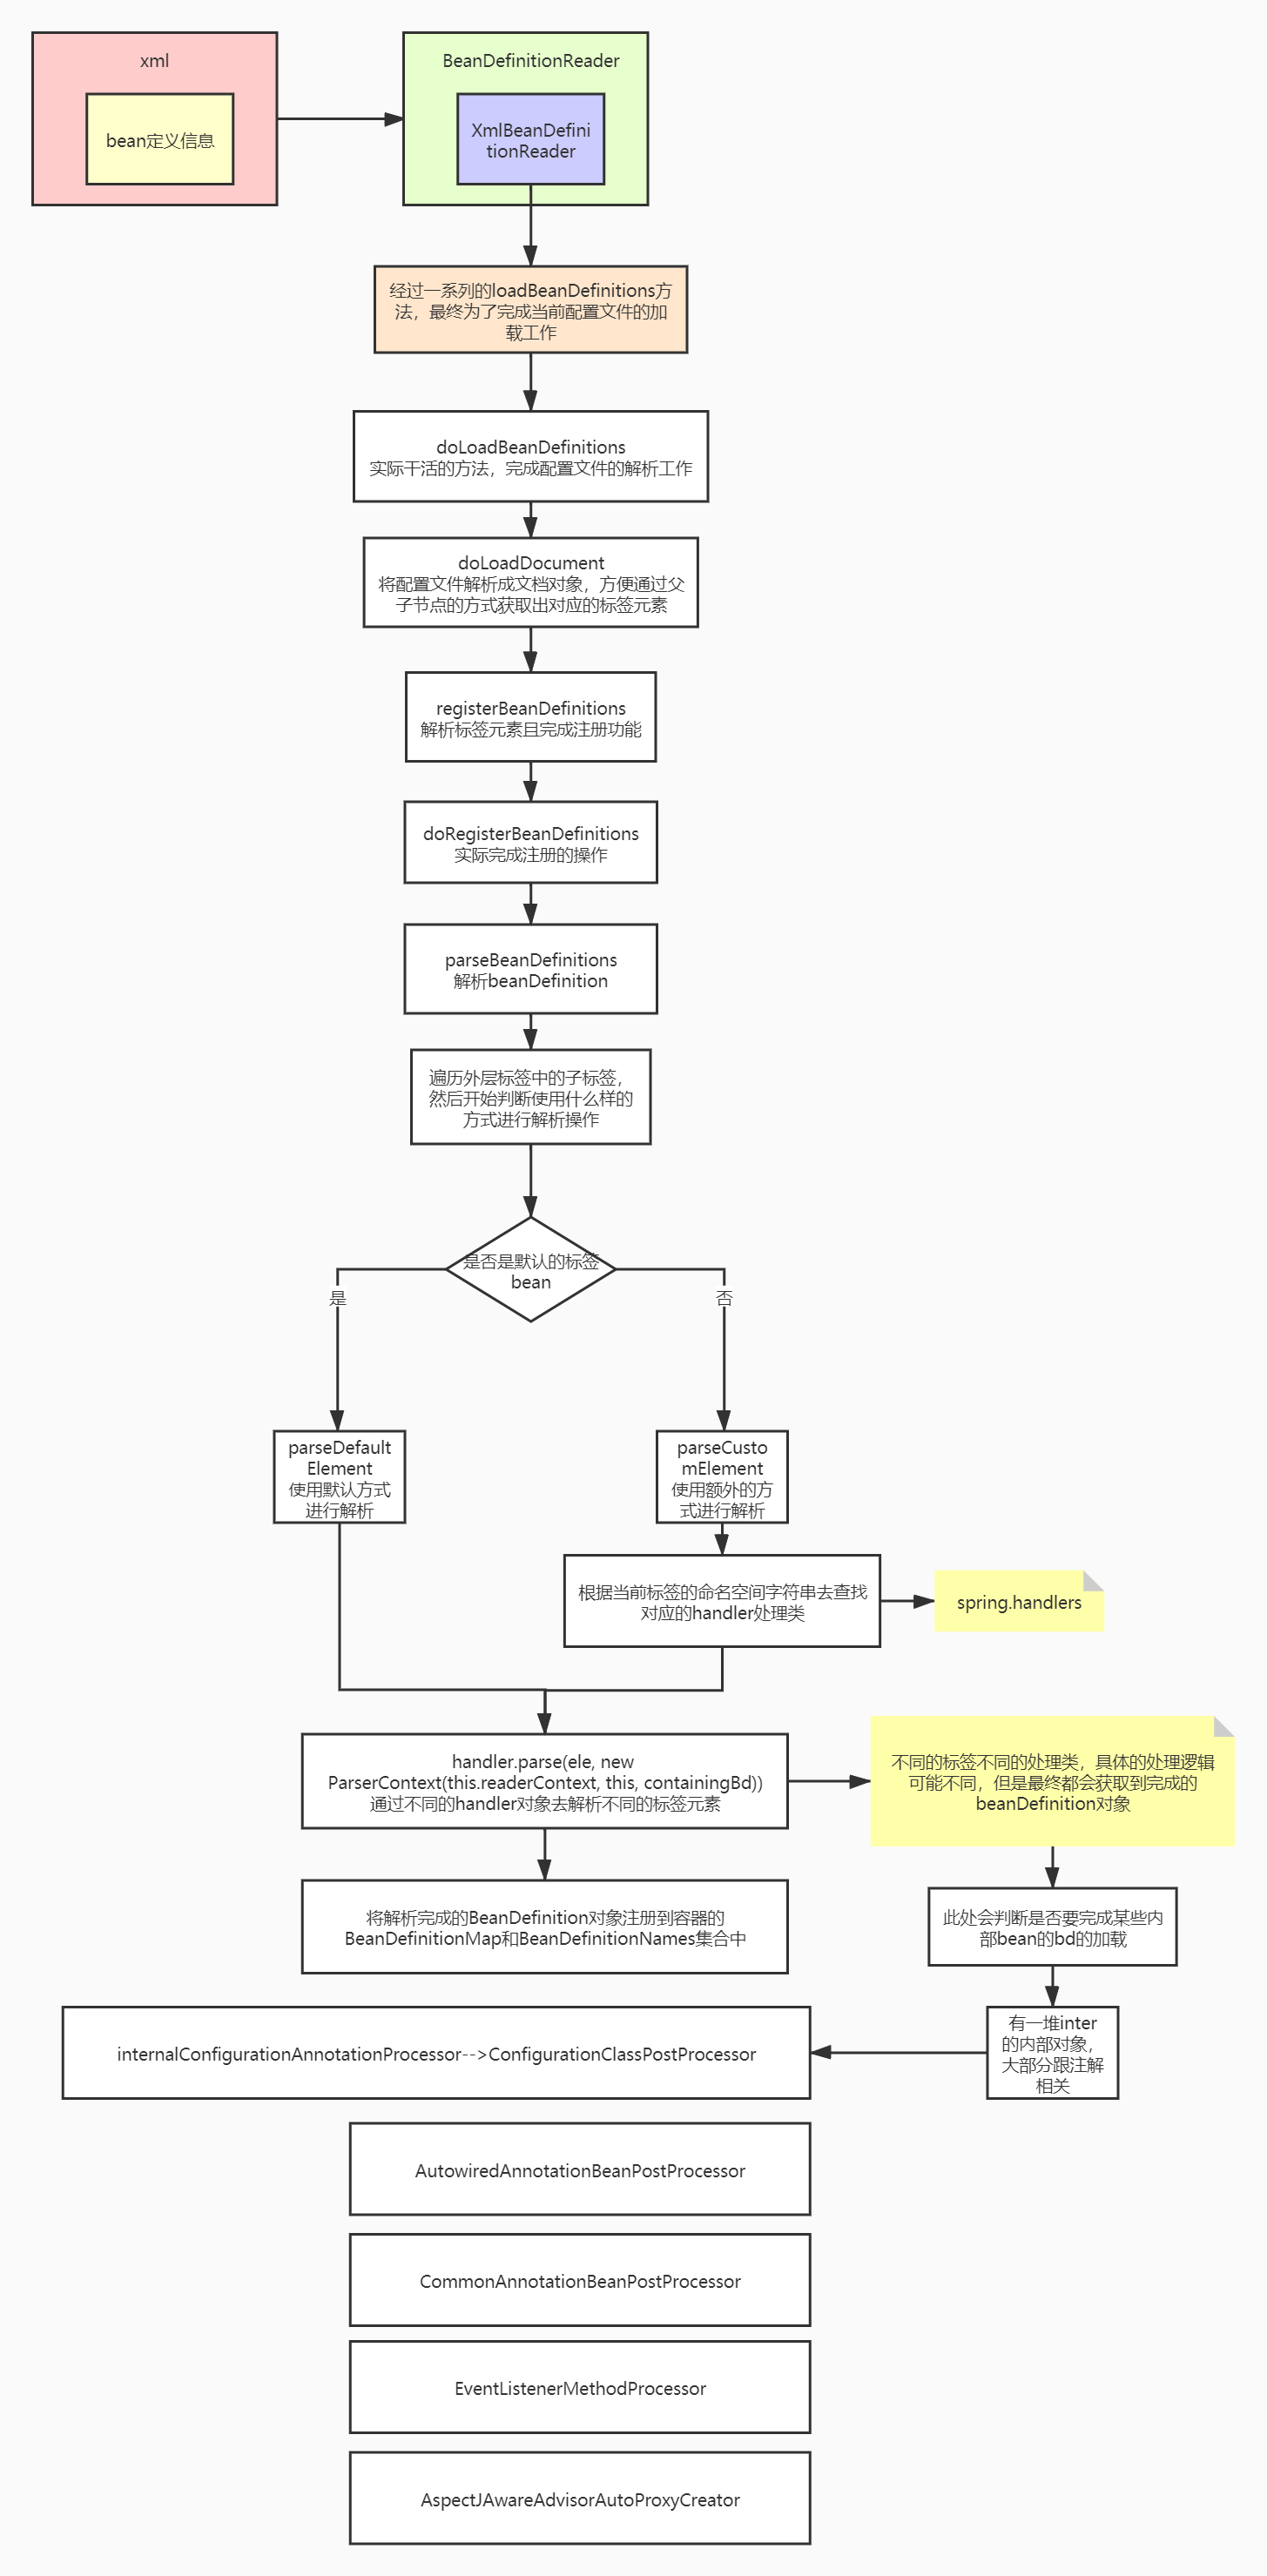 xml
bean定义信息
BeanDefinitionReader
XmlBeanDefini
tionReader
经过一系列的loadBeanDefinitions方
法，最终为了完成当前配置文件的加
载工作
doLoadBeanDefinitions
实际干活的方法，完成配置文件的解析工作
doLoadDocument
将配置文件解析成文档对象，方便通过父
子节点的方式获取出对应的标签元素
registerBeanDefinitions
解析标签元素且完成注册功能
doRegisterBeanDefinitions
实际完成注册的操作
parseBeanDefinitions
解析beanDefinition
遍历外层标签中的子标签，
然后开始判断使用什么样的
方式进行解析操作
是否是默认的标签
bean
是
否
parseDefault
Element
使用默认方式
进行解析
parseCusto
mElement
使用额外的方
式进行解析
根据当前标签的命名空间字符串去查找
对应的handler处理类
spring.handlers
handler.parse(ele, new
ParserContext(this.readerContext, this, containingBd))
通过不同的handler对象去解析不同的标签元素
不同的标签不同的处理类，具体的处理逻辑
可能不同，但是最终都会获取到完成的
beanDefinition对象
将解析完成的BeanDefinition对象注册到容器的
BeanDefinitionMap和BeanDefinitionNames集合中
此处会判断是否要完成某些内
部bean的bd的加载
有一堆inter
的内部对象，
大部分跟注解
相关
internalConfigurationAnnotationProcessor-->ConfigurationClassPostProcessor
AutowiredAnnotationBeanPostProcessor
CommonAnnotationBeanPostProcessor
EventListenerMethodProcessor
AspectJAwareAdvisorAutoProxyCreator